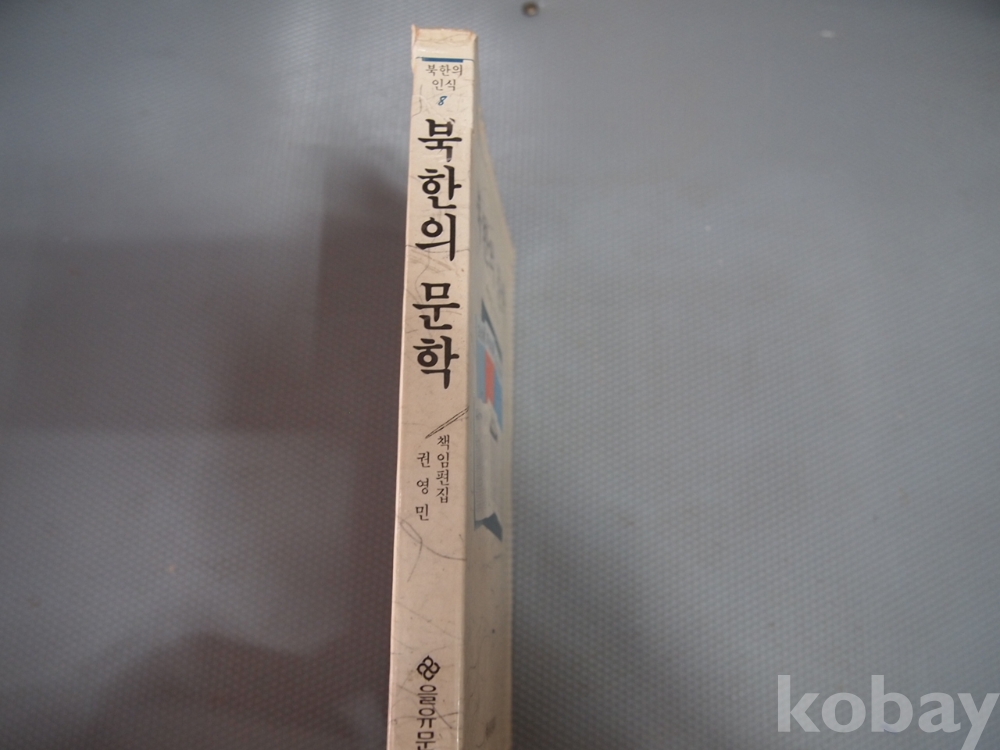 북한의
인식
8
북한의 문학
책임편집
권영민
을유문
kobay